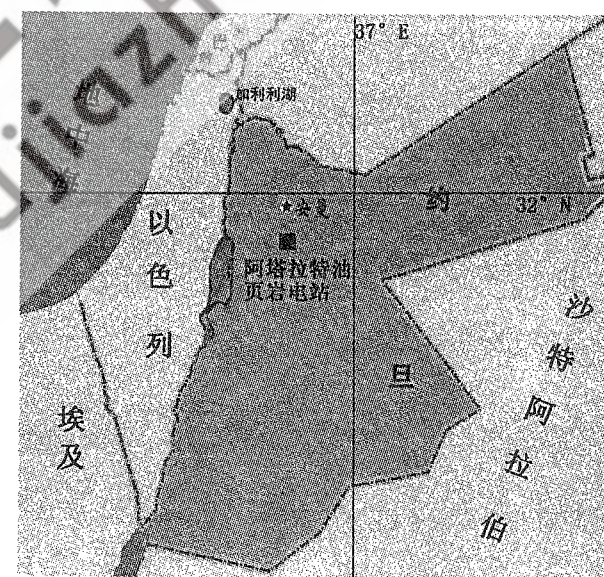 37° E
地中海
加利利湖
以色列
★安曼
约旦
32° N
阿塔拉特油
页岩电站
沙特阿拉伯
埃及